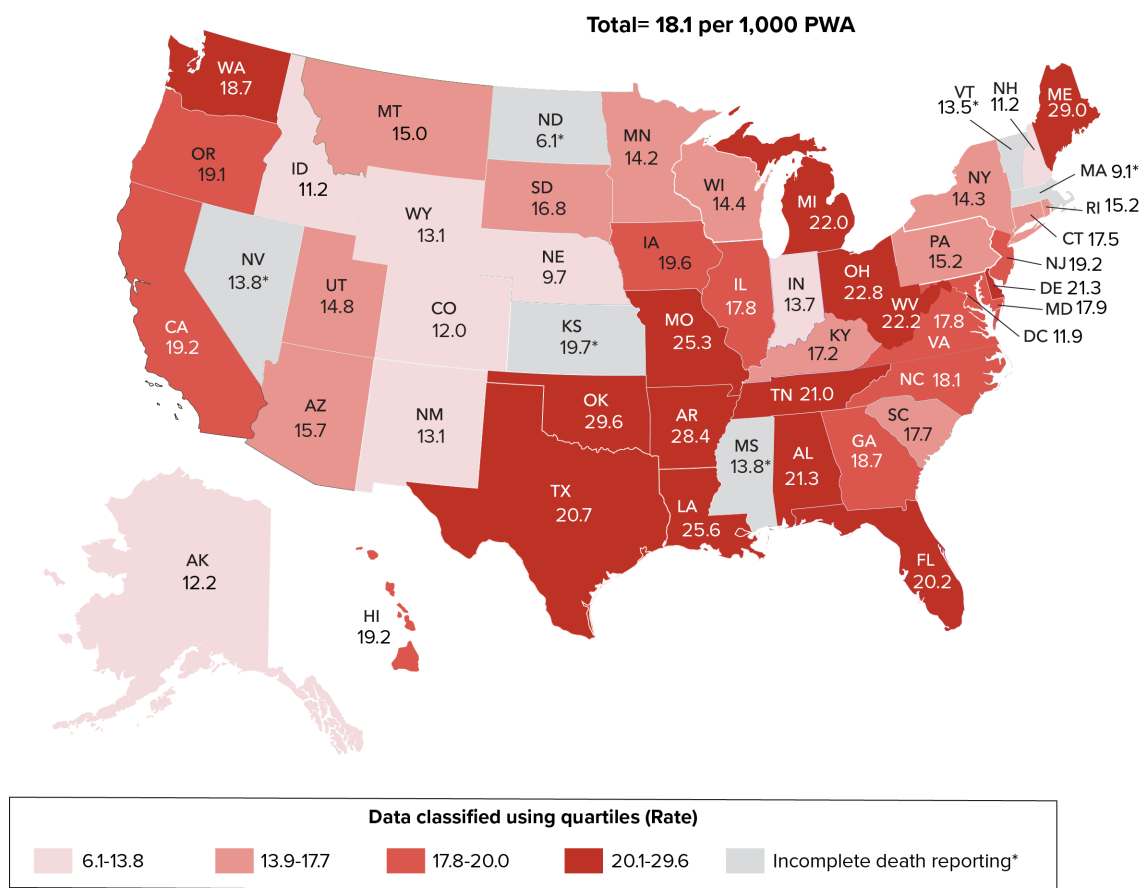 Total= 18.1 per 1,000 PWA
WA
18.7
MT
15.0
ND
6.1*
MN
14.2
VT
13.5*
NH
11.2
ME
29.0
OR
19.1
ID
11.2
SD
16.8
WI
14.4
MI
22.0
NY
14.3
MA 9.1*
RI 15.2
CT 17.5
WY
13.1
NE
9.7
IA
19.6
PA
15.2
NJ 19.2
DE 21.3
MD 17.9
DC 11.9
NV
13.8*
UT
14.8
CO
12.0
KS
19.7*
MO
25.3
IL
17.8
IN
13.7
OH
22.8
WV
22.2
17.8
VA
KY
17.2
CA
19.2
AZ
15.7
NM
13.1
OK
29.6
AR
28.4
TN 21.0
NC 18.1
SC
17.7
MS
13.8*
AL
21.3
GA
18.7
TX
20.7
LA
25.6
FL
20.2
AK
12.2
HI
19.2
Data classified using quartiles (Rate)
6.1-13.8
13.9-17.7
17.8-20.0
20.1-29.6
Incomplete death reporting*